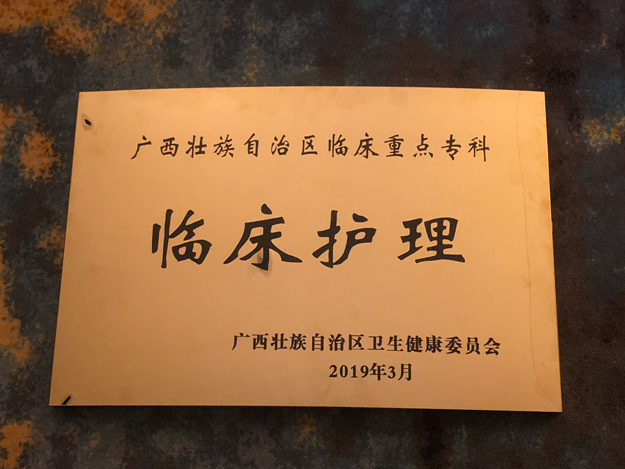 广西壮族自治区临床重点专科
临床护理
广西壮族自治区卫生健康委员会
2019年3月